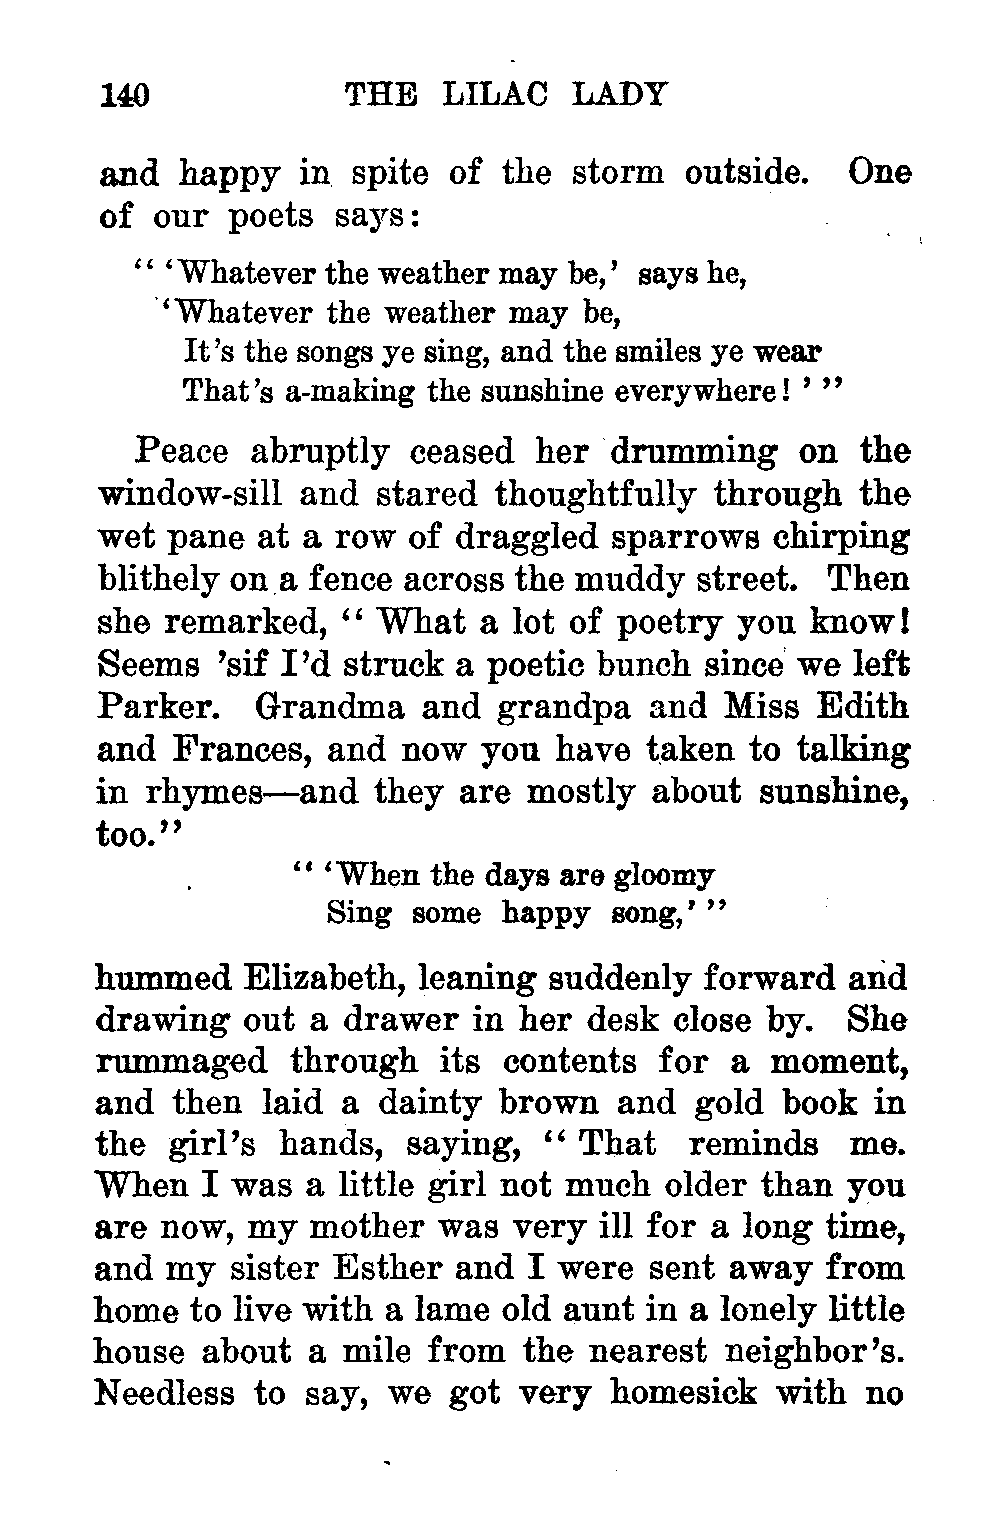 140 THE LILAC LADY
and happy in spite of the storm outside. One
of our poets says:
“ ‘Whatever the weather may be,’ says he,
‘Whatever the weather may be,
It’s the songs ye sing, and the smiles ye wear
That’s a-making the sunshine everywhere! ’ ”
Peace abruptly ceased her drumming on the
window-sill and stared thoughtfully through the
wet pane at a row of draggled sparrows chirping
blithely on a fence across the muddy street. Then
she remarked, “ What a lot of poetry you know!
Seems ’sif I’d struck a poetic bunch since we left
Parker. Grandma and grandpa and Miss Edith
and Frances, and now you have taken to talking
in rhymes—and they are mostly about sunshine,
too.”
“ ‘When the days are gloomy
Sing some happy song,’ ”
hummed Elizabeth, leaning suddenly forward and
drawing out a drawer in her desk close by. She
rummaged through its contents for a moment,
and then laid a dainty brown and gold book in
the girl’s hands, saying, “ That reminds me.
When I was a little girl not much older than you
are now, my mother was very ill for a long time,
and my sister Esther and I were sent away from
home to live with a lame old aunt in a lonely little
house about a mile from the nearest neighbor’s.
Needless to say, we got very homesick with no